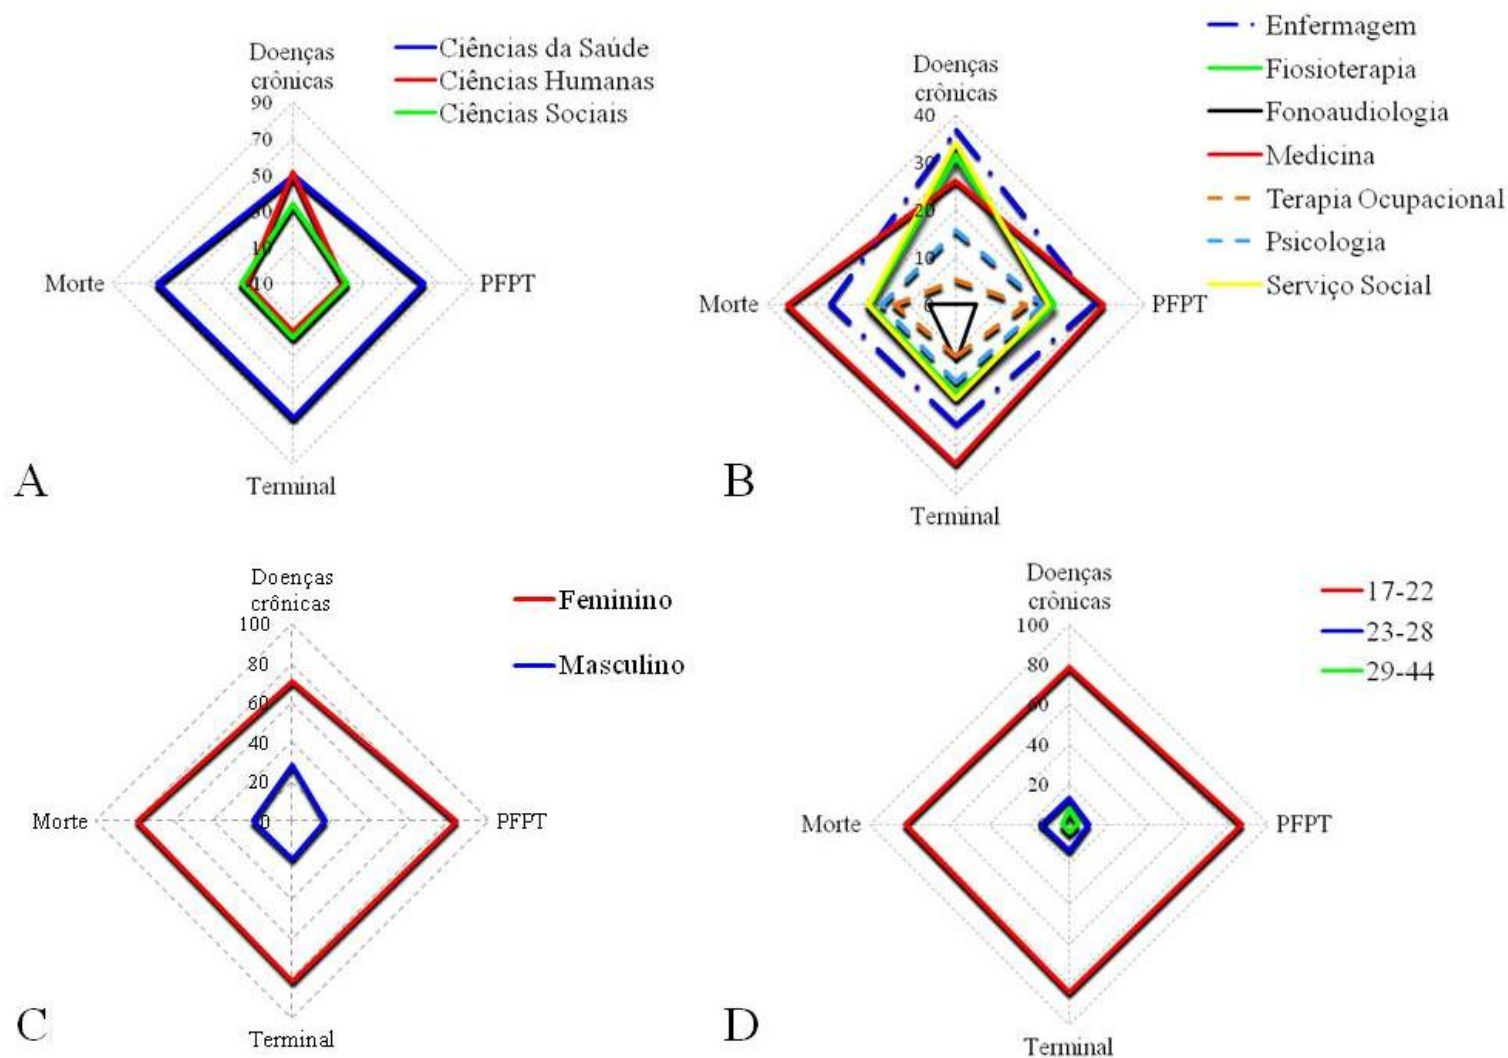 Doenças
crônicas
90
70
50
30
10
-10
Morte
PFPT
Terminal
Ciências da Saúde
Ciências Humanas
Ciências Sociais
A
Doenças
crônicas
40
30
20
10
0
Morte
PFPT
Terminal
Enfermagem
Fiosioterapia
Fonoaudiologia
Medicina
Terapia Ocupacional
Psicologia
Serviço Social
B
Doenças
crônicas
100
80
60
40
20
0
Morte
PFPT
Terminal
Feminino
Masculino
C
Doenças
crônicas
100
80
60
40
20
Morte
PFPT
Terminal
17-22
23-28
29-44
D